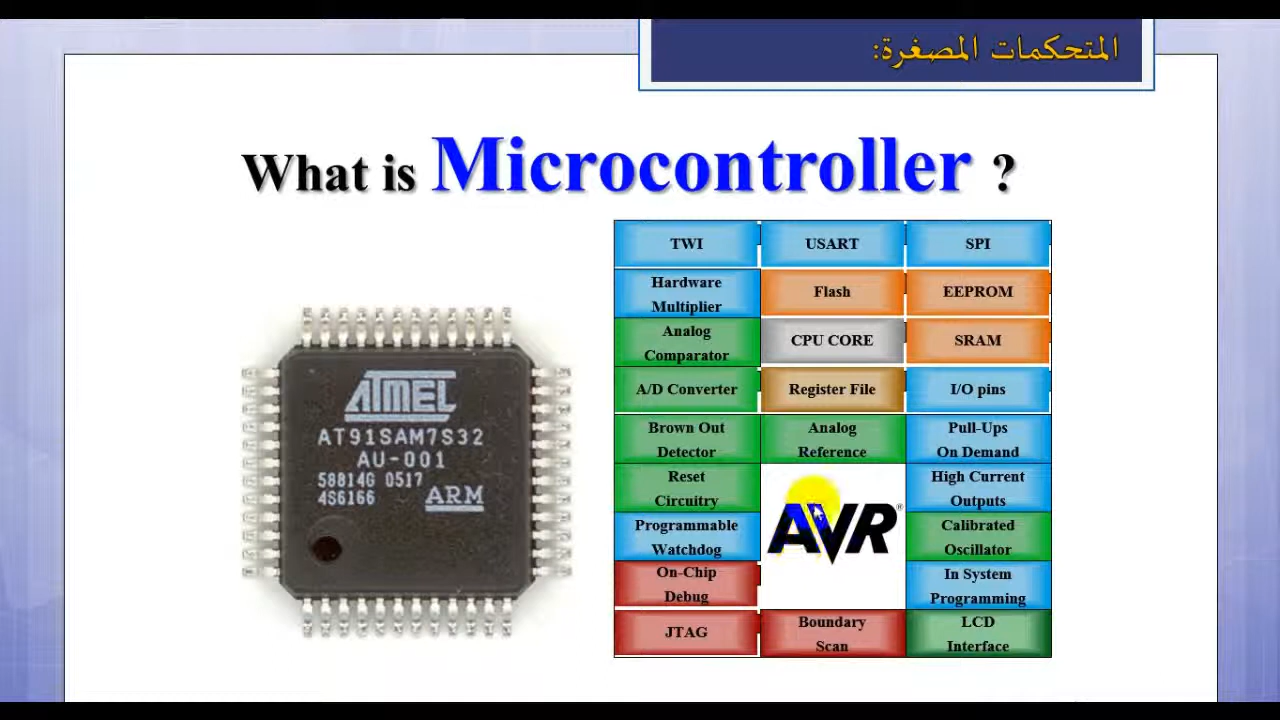 المتحكمات المصغرة:
What is Microcontroller ?
ATMEL
AT91SAM7S32
AU-001
58814G 0517
4S6166 ARM
TWI USART SPI
Hardware Multiplier
Flash
EEPROM
Analog Comparator
CPU CORE
SRAM
A/D Converter
Register File
I/O pins
Brown Out Detector
Analog Reference
Pull-Ups On Demand
Reset Circuitry
AVR®
High Current Outputs
Programmable Watchdog
Calibrated Oscillator
On-Chip Debug
In System Programming
JTAG
Boundary Scan
LCD Interface